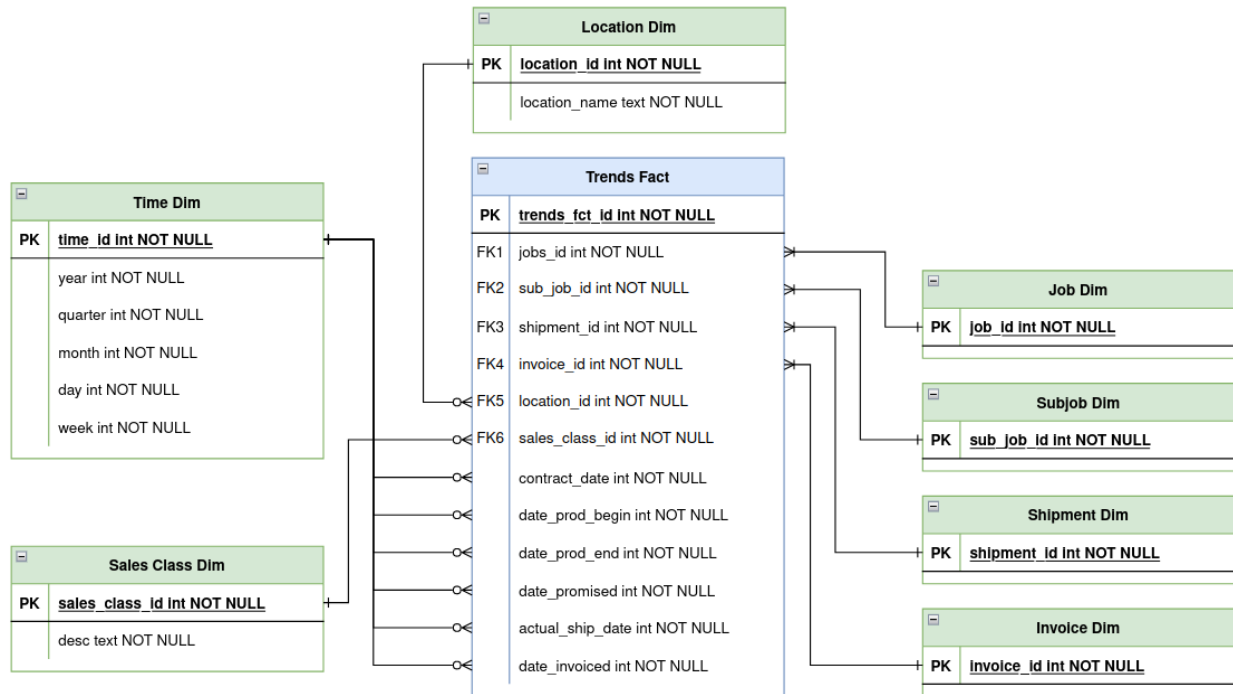 Location Dim
PK location_id int NOT NULL
location_name text NOT NULL
Time Dim
PK time_id int NOT NULL
year int NOT NULL
quarter int NOT NULL
month int NOT NULL
day int NOT NULL
week int NOT NULL
Sales Class Dim
PK sales_class_id int NOT NULL
desc text NOT NULL
Trends Fact
PK trends_fct_id int NOT NULL
FK1 jobs_id int NOT NULL
FK2 sub_job_id int NOT NULL
FK3 shipment_id int NOT NULL
FK4 invoice_id int NOT NULL
FK5 location_id int NOT NULL
FK6 sales_class_id int NOT NULL
contract_date int NOT NULL
date_prod_begin int NOT NULL
date_prod_end int NOT NULL
date_promised int NOT NULL
actual_ship_date int NOT NULL
date_invoiced int NOT NULL
Job Dim
PK job_id int NOT NULL
Subjob Dim
PK sub_job_id int NOT NULL
Shipment Dim
PK shipment_id int NOT NULL
Invoice Dim
PK invoice_id int NOT NULL